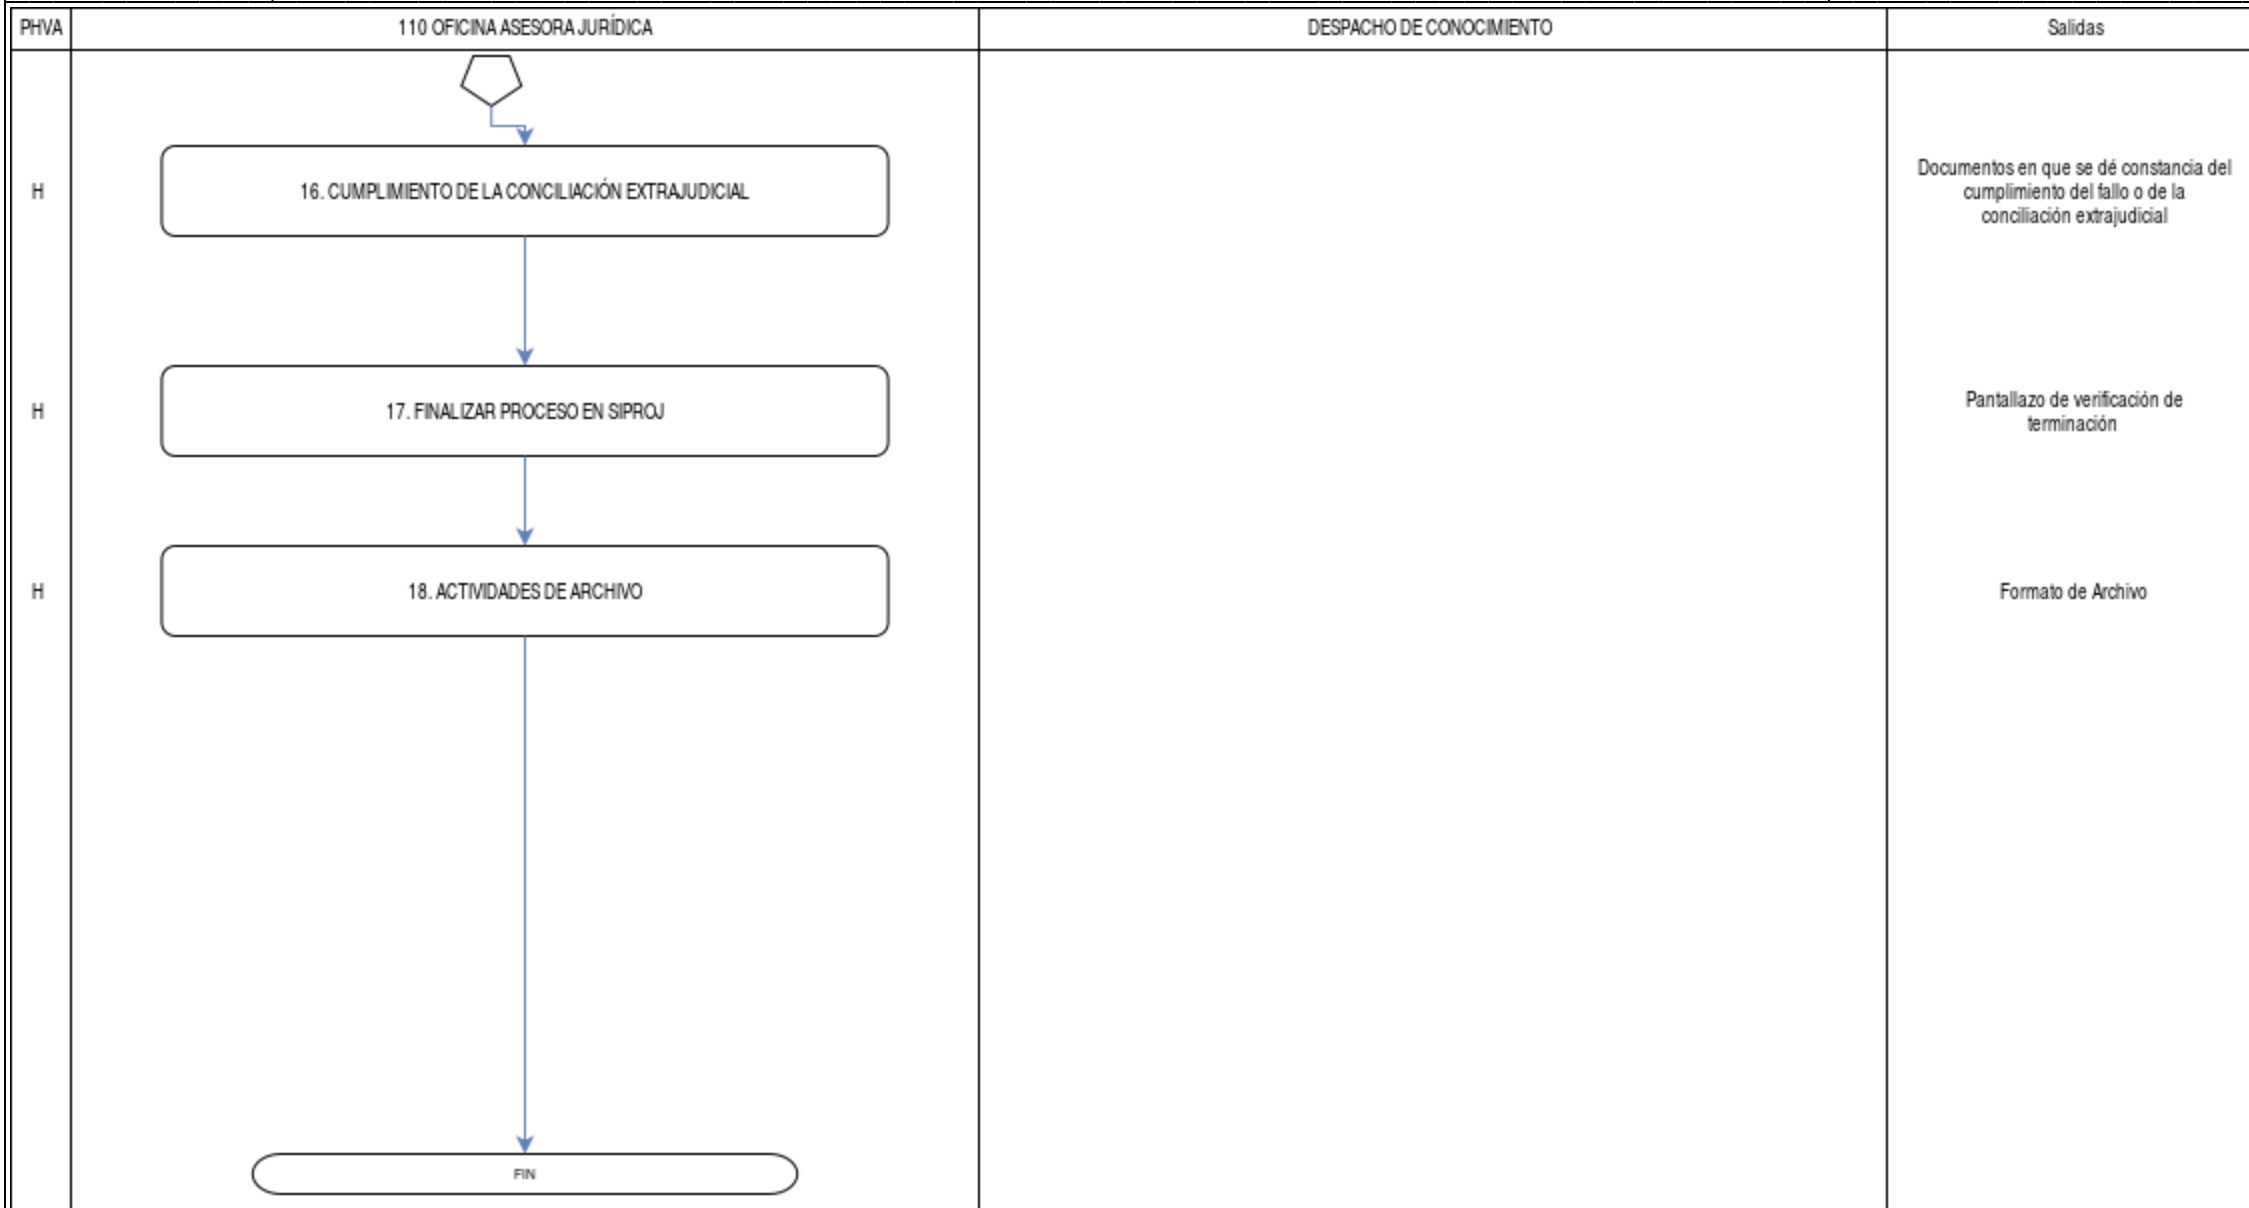 PHVA
110 OFICINA ASESORA JURÍDICA
DESPACHO DE CONOCIMIENTO
Salidas
H
16. CUMPLIMIENTO DE LA CONCILIACIÓN EXTRAJUDICIAL
Documentos en que se dé constancia del
cumplimiento del fallo o de la
conciliación extrajudicial
H
17. FINALIZAR PROCESO EN SIPROJ
Pantallazo de verificación de
terminación
H
18. ACTIVIDADES DE ARCHIVO
Formato de Archivo
FIN